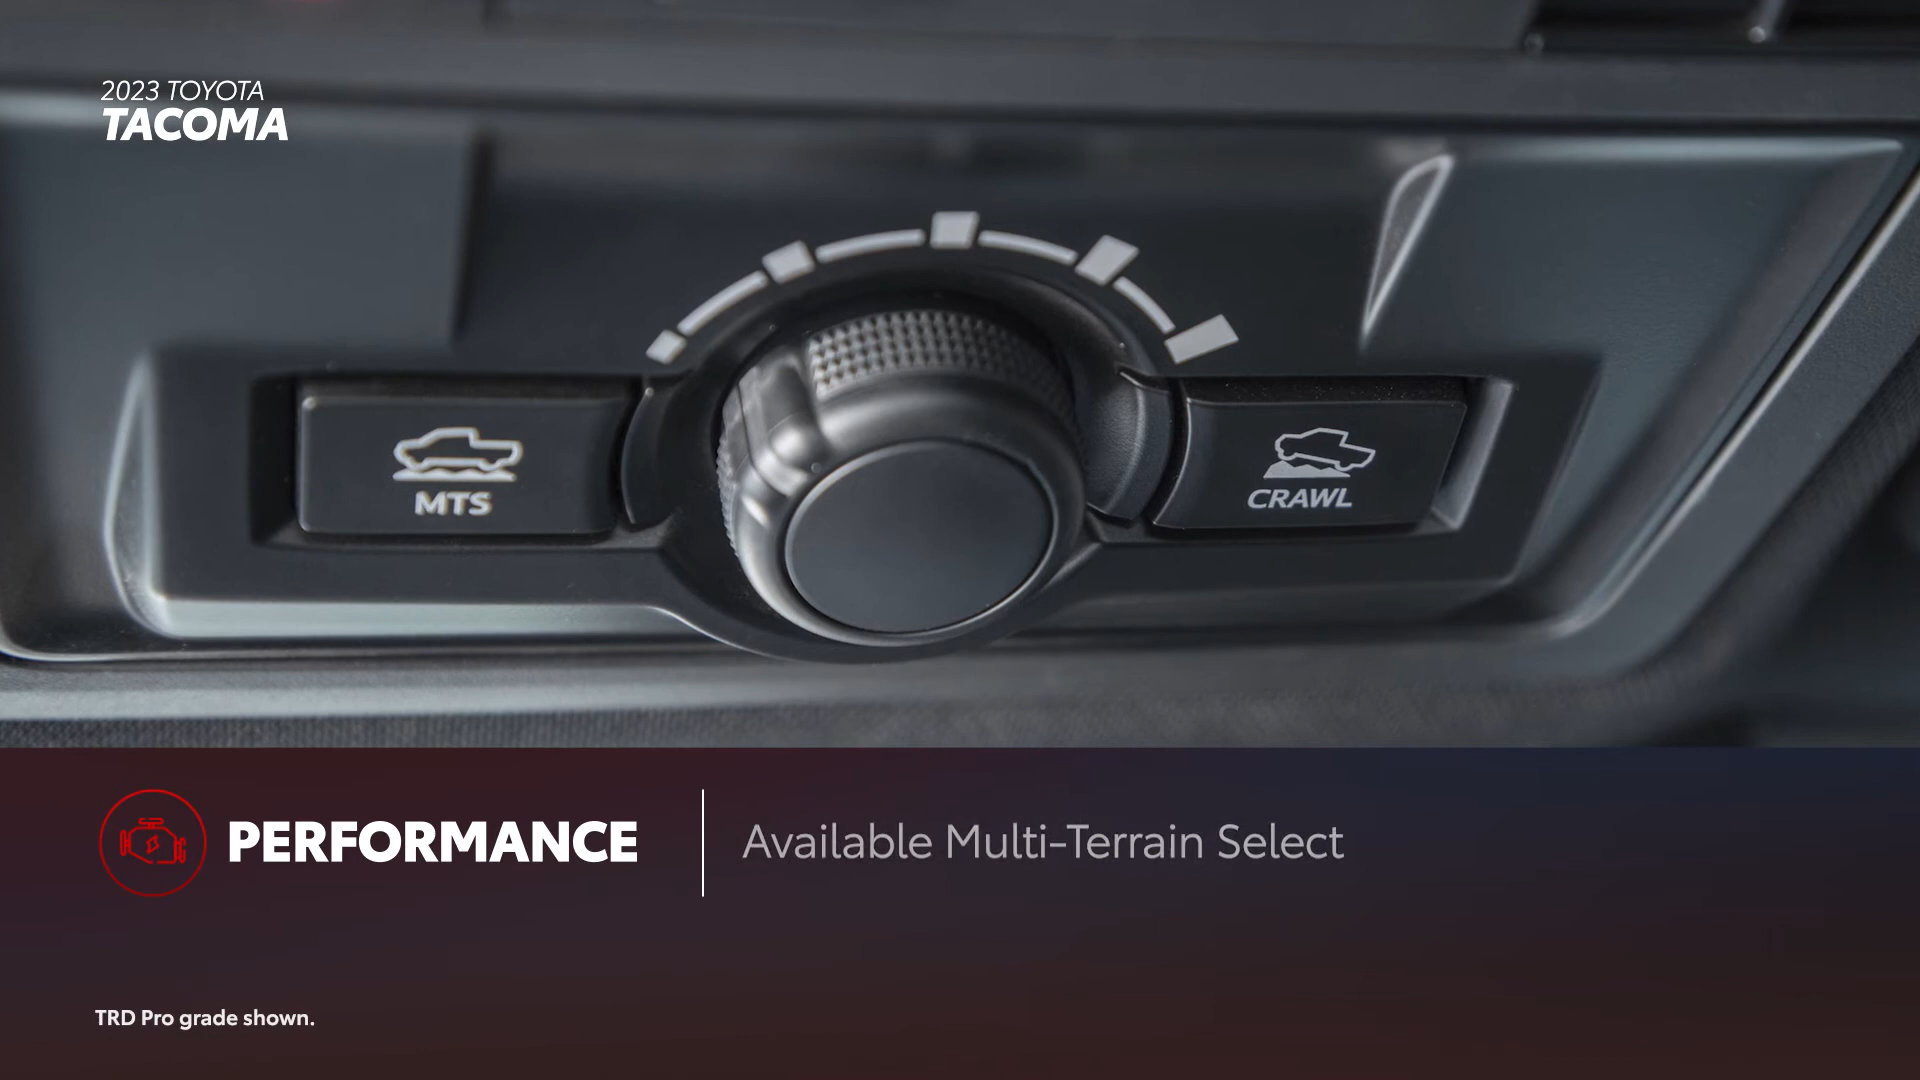 2023 TOYOTA
TACOMA
MTS
CRAWL
PERFORMANCE
Available Multi-Terrain Select
TRD Pro grade shown.